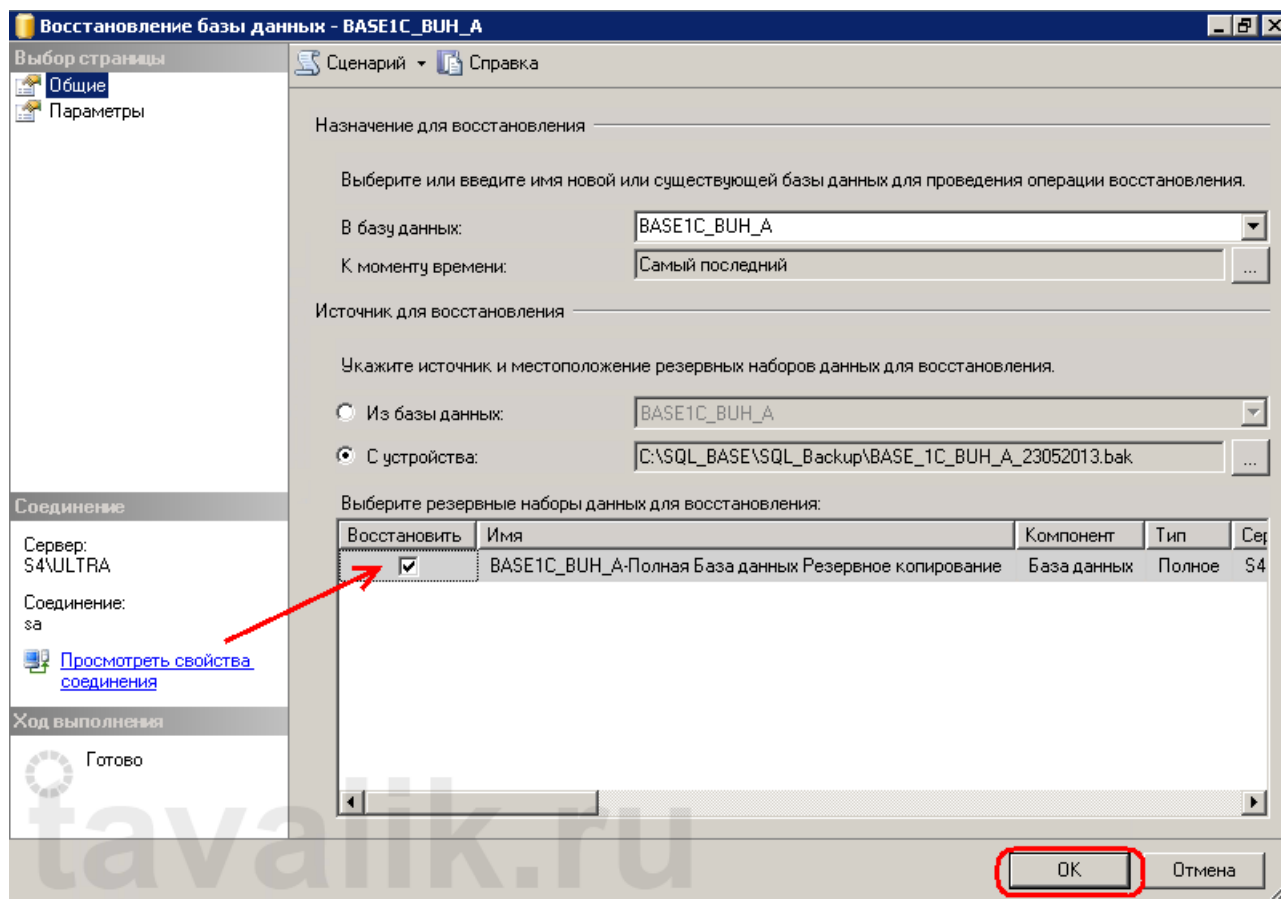 Восстановление базы данных - BASE1C_BUH_A
Выбор страницы
Общие
Параметры
Сценарий
Справка
Назначение для восстановления
Выберите или введите имя новой или существующей базы данных для проведения операции восстановления.
В базу данных:
BASE1C_BUH_A
К моменту времени:
Самый последний
...
Источник для восстановления
Укажите источник и местоположение резервных наборов данных для восстановления.
Из базы данных:
BASE1C_BUH_A
С устройства:
C:\SQL_BASE\SQL_Backup\BASE_1C_BUH_A_23052013.bak
...
Выберите резервные наборы данных для восстановления:
Восстановить Имя Компонент Тип Сер
BASE1C_BUH_A-Полная База данных Резервное копирование База данных Полное S4
Соединение
Сервер:
S4\ULTRA
Соединение:
sa
Просмотреть свойства
соединения
Ход выполнения
Готово
tavalik.ru
OK
Отмена